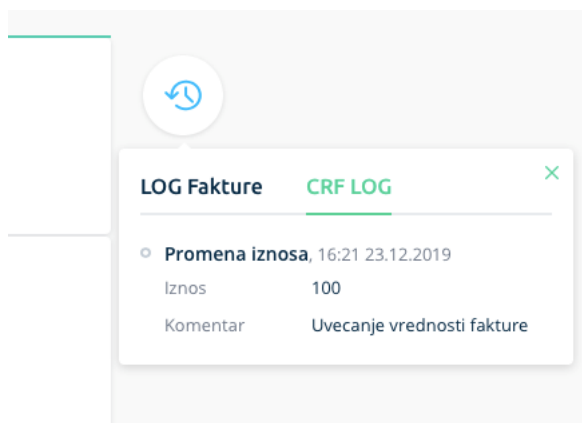 LOG Fakture CRF LOG
Promena iznosa, 16:21 23.12.2019
Iznos 100
Komentar Uvecanje vrednosti fakture